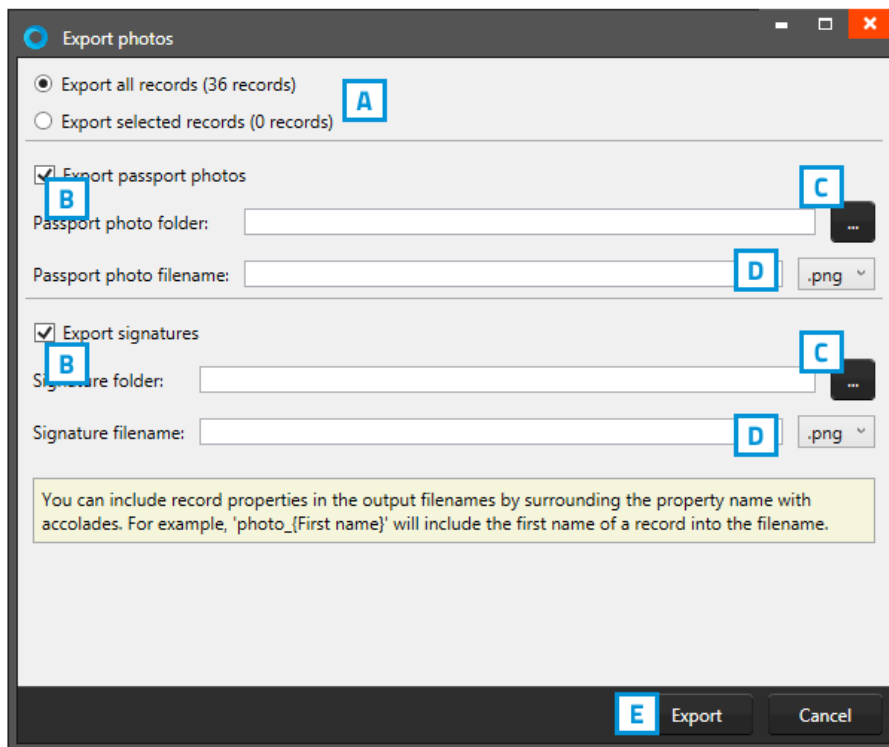 Export photos
Export all records (36 records)
A
Export selected records (0 records)
Export passport photos
B
C
Passport photo folder:
...
Passport photo filename:
D
.png
Export signatures
B
C
Signature folder:
...
Signature filename:
D
.png
You can include record properties in the output filenames by surrounding the property name with
accolades. For example, 'photo_{First name}' will include the first name of a record into the filename.
E
Export
Cancel